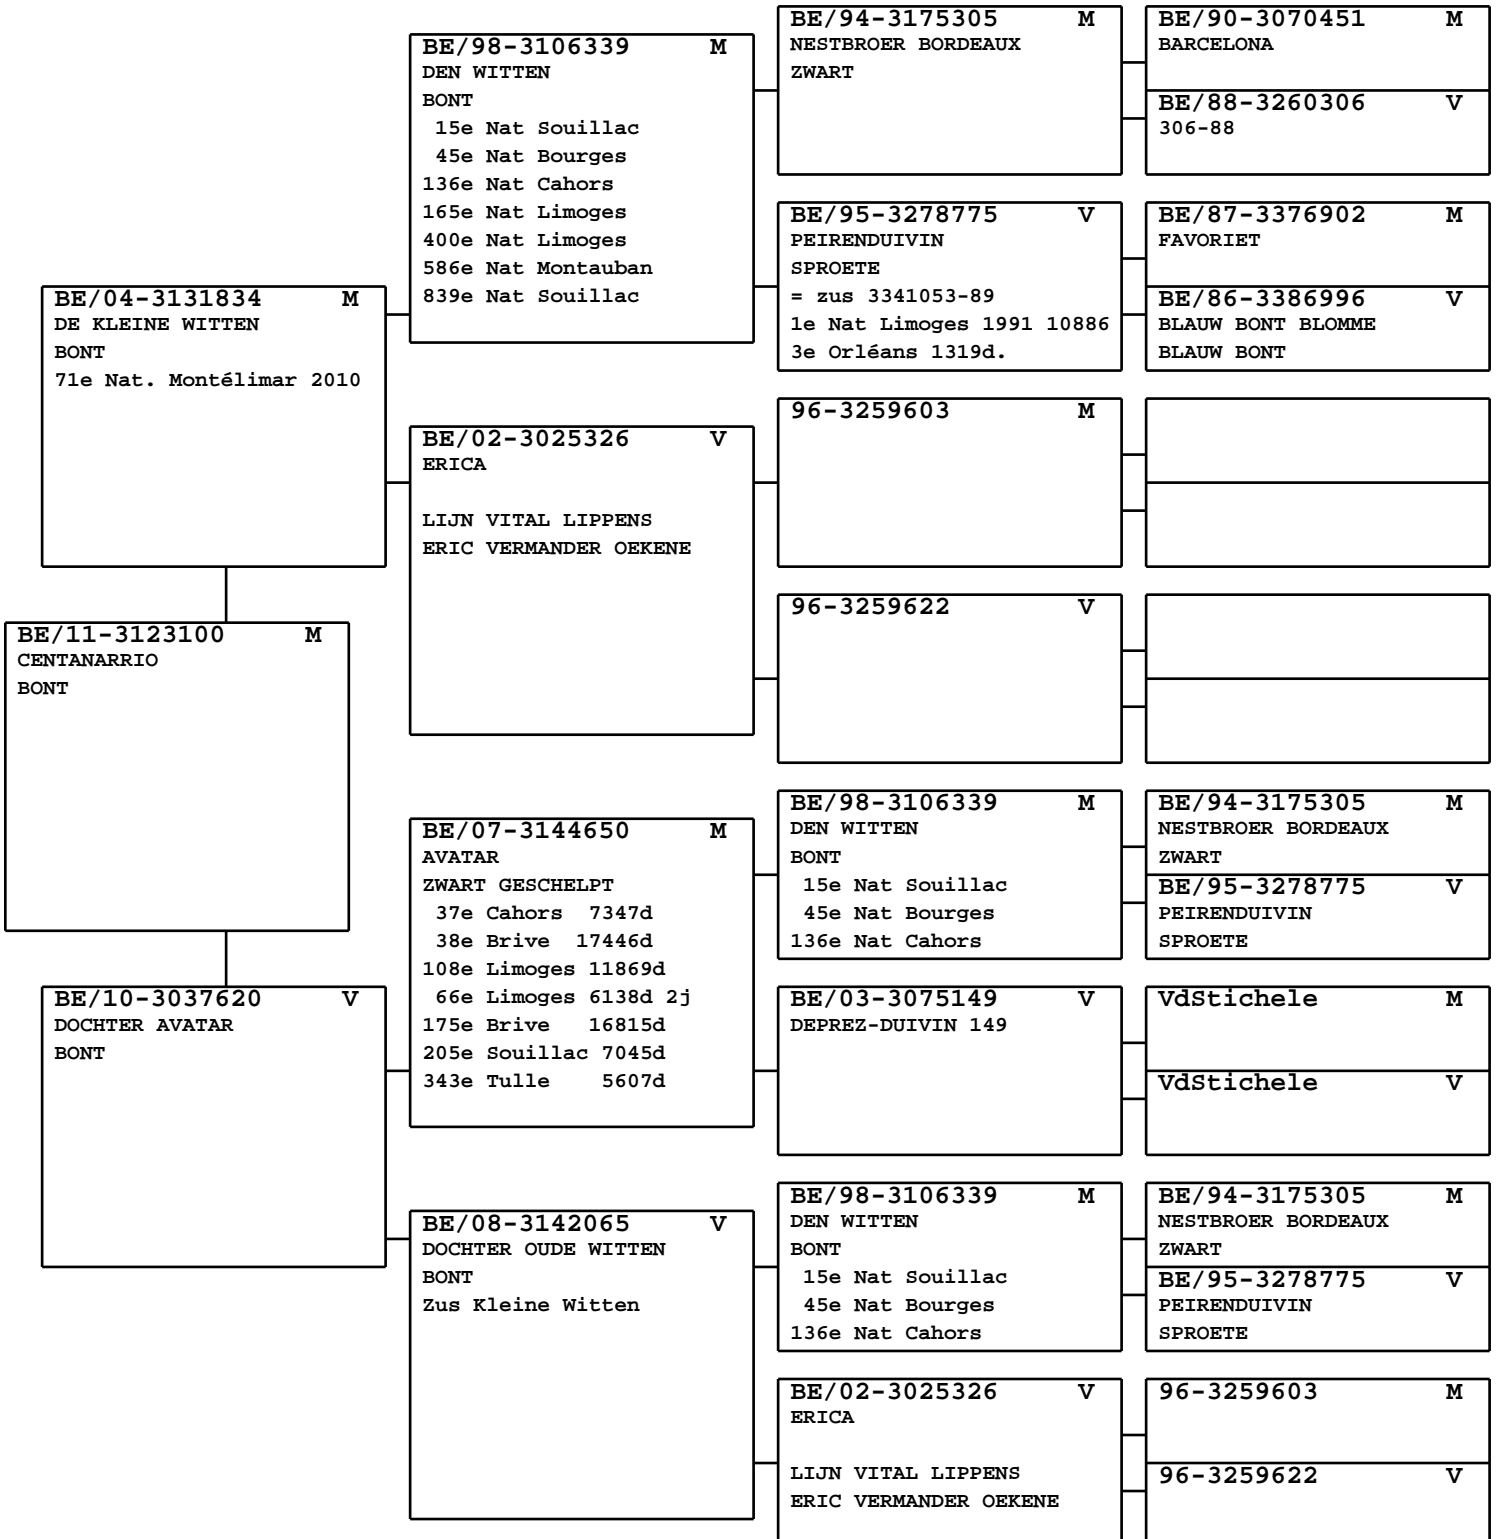 BE/11-3123100 M
CENTANARRIO
BONT
BE/04-3131834 M
DE KLEINE WITTEN
BONT
71e Nat. Montélimar 2010
BE/10-3037620 V
DOCHTER AVATAR
BONT
BE/98-3106339 M
DEN WITTEN
BONT
15e Nat Souillac
45e Nat Bourges
136e Nat Cahors
165e Nat Limoges
400e Nat Limoges
586e Nat Montauban
839e Nat Souillac
BE/02-3025326 V
ERICA
LIJN VITAL LIPPENS
ERIC VERMANDER OEKENE
BE/07-3144650 M
AVATAR
ZWART GESCHELPT
37e Cahors 7347d
38e Brive 17446d
108e Limoges 11869d
66e Limoges 6138d 2j
175e Brive 16815d
205e Souillac 7045d
343e Tulle 5607d
BE/08-3142065 V
DOCHTER OUDE WITTEN
BONT
Zus Kleine Witten
BE/94-3175305 M
NESTBROER BORDEAUX
ZWART
BE/95-3278775 V
PEIRENDUIVIN
SPROETE
= zus 3341053-89
1e Nat Limoges 1991 10886
3e Orléans 1319d.
96-3259603 M
96-3259622 V
BE/98-3106339 M
DEN WITTEN
BONT
15e Nat Souillac
45e Nat Bourges
136e Nat Cahors
BE/03-3075149 V
DEPREZ-DUIVIN 149
BE/98-3106339 M
DEN WITTEN
BONT
15e Nat Souillac
45e Nat Bourges
136e Nat Cahors
BE/02-3025326 V
ERICA
LIJN VITAL LIPPENS
ERIC VERMANDER OEKENE
BE/90-3070451 M
BARCELONA
BE/88-3260306 V
306-88
BE/87-3376902 M
FAVORIET
BE/86-3386996 V
BLAUW BONT BLOMME
BLAUW BONT
BE/94-3175305 M
NESTBROER BORDEAUX
ZWART
BE/95-3278775 V
PEIRENDUIVIN
SPROETE
VdStichele M
VdStichele V
BE/94-3175305 M
NESTBROER BORDEAUX
ZWART
BE/95-3278775 V
PEIRENDUIVIN
SPROETE
96-3259603 M
96-3259622 V